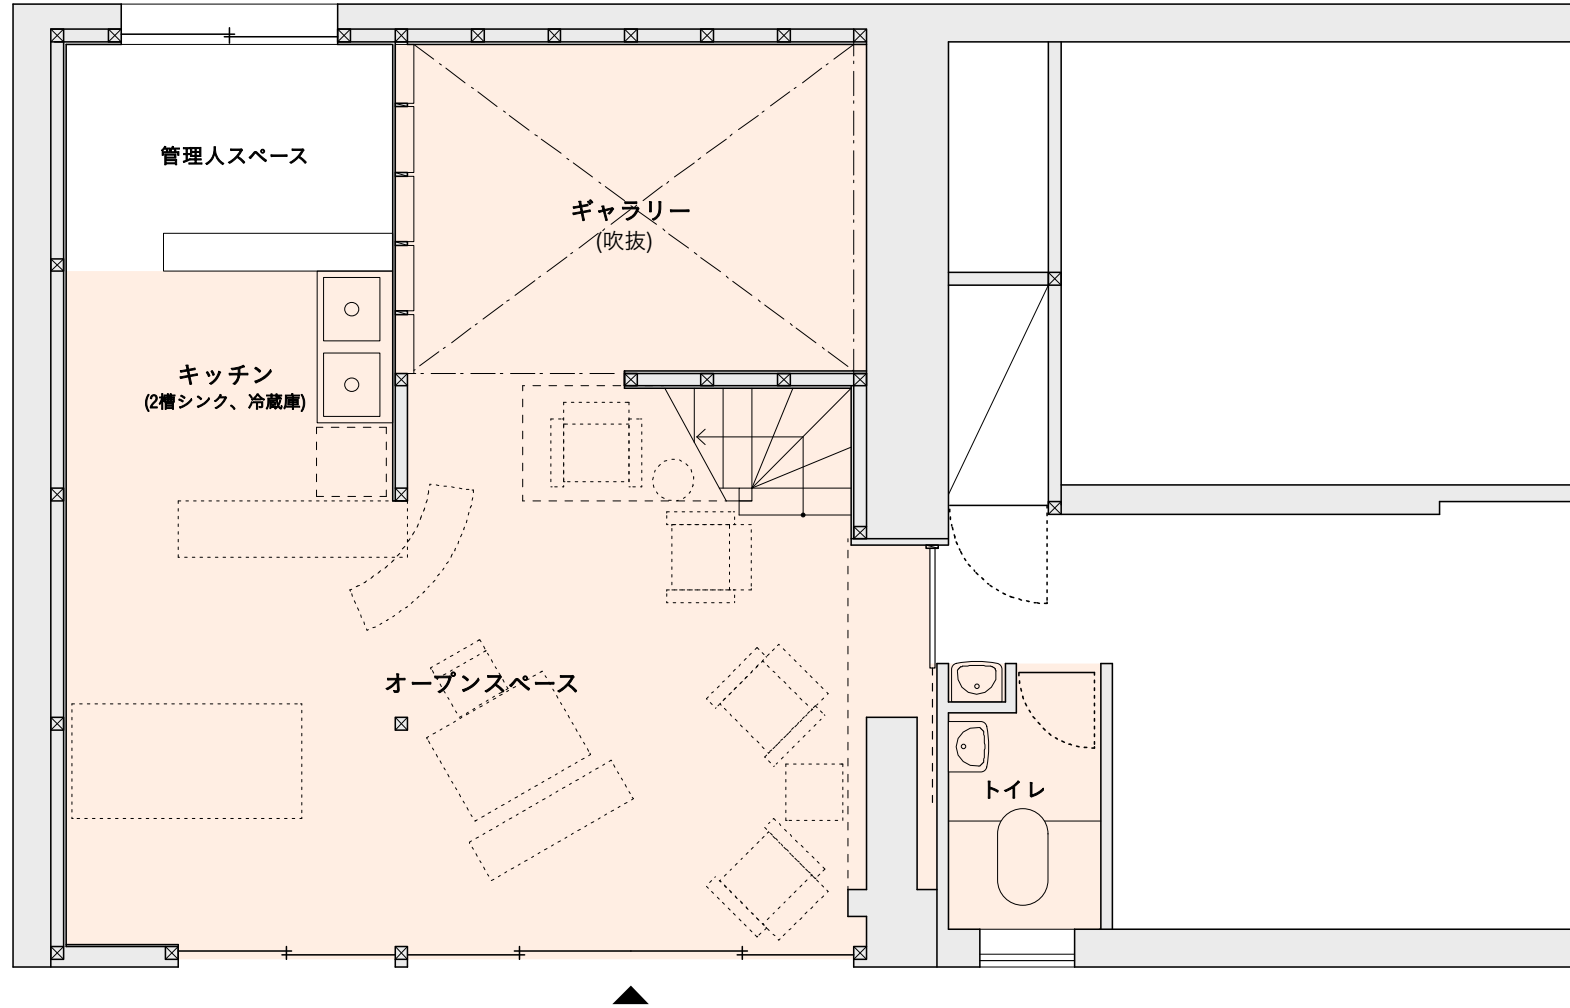 管理人スペース
ギャラリー
(吹抜)
キッチン
(2槽シンク、冷蔵庫)
オープンスペース
トイレ